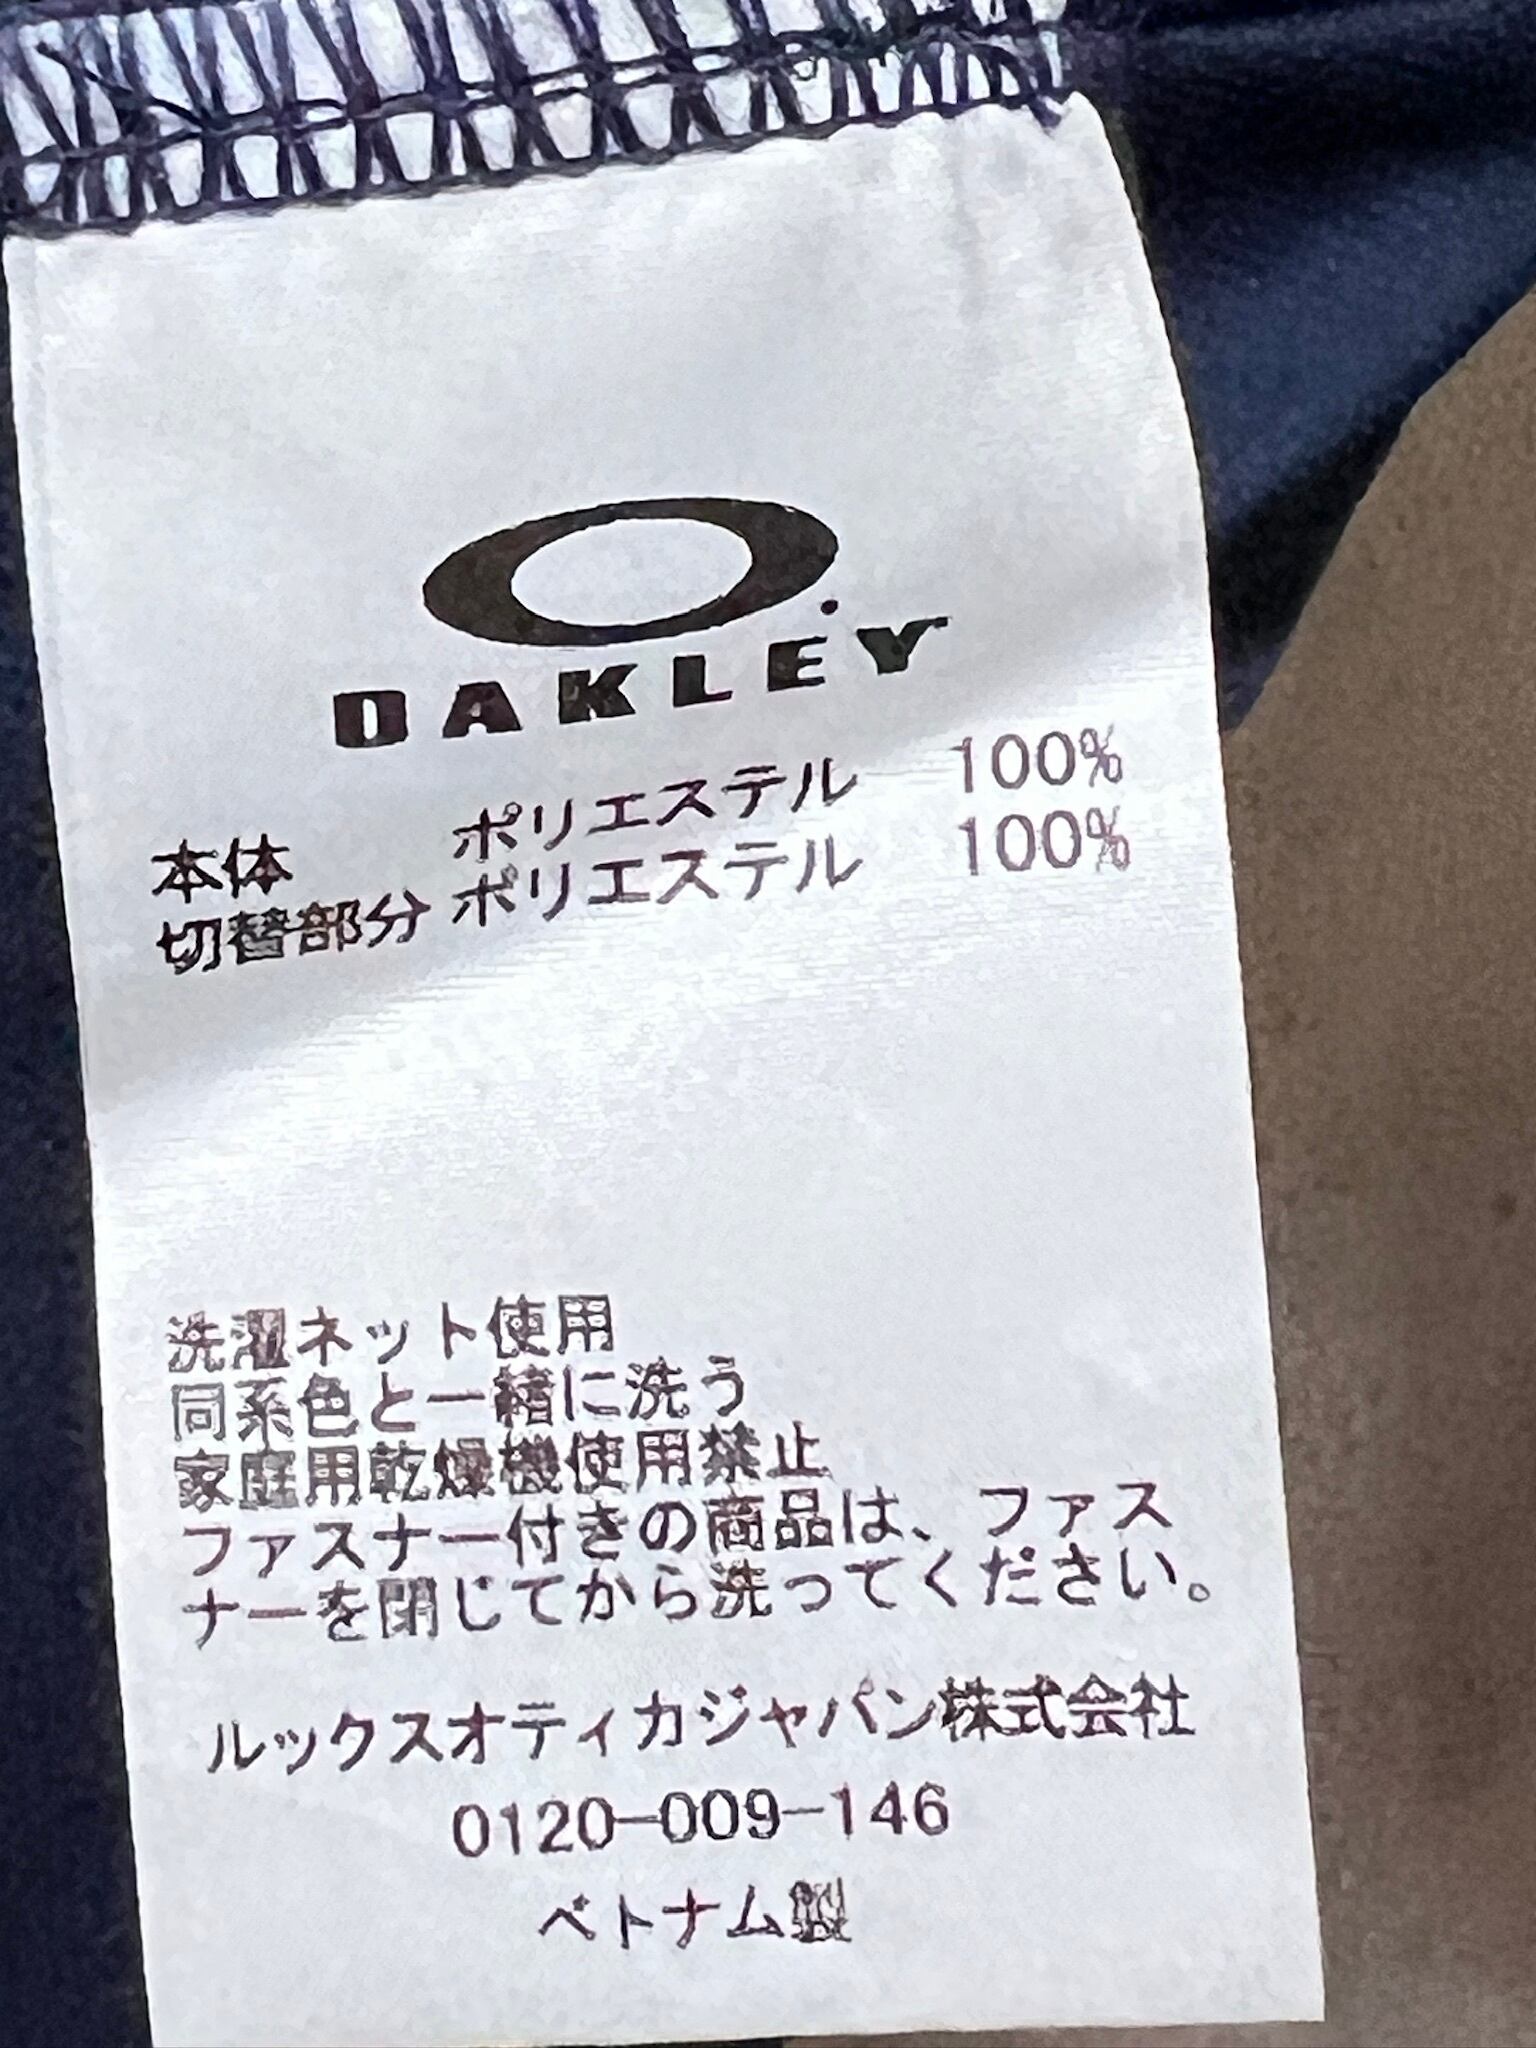 OAKLEY
本体 ポリエステル 100%
切替部分 ポリエステル 100%
洗濯ネット使用
同系色と一緒に洗う
家庭用乾燥機使用禁止
ファスナー付きの商品は、ファス
ナーを閉じてから洗ってください。
ルックスオティカジャパン株式会社
0120-009-146
ベトナム製